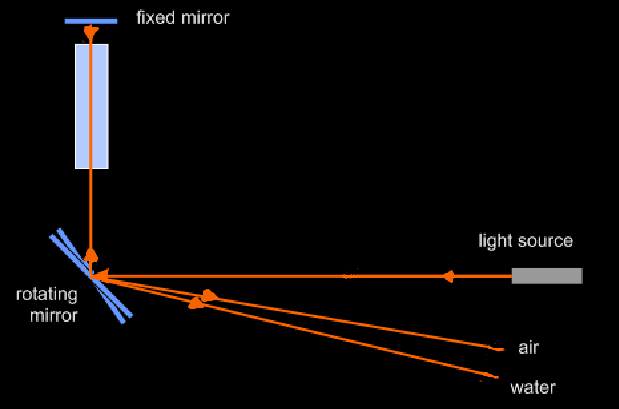 fixed mirror
light source
rotating
mirror
air
water